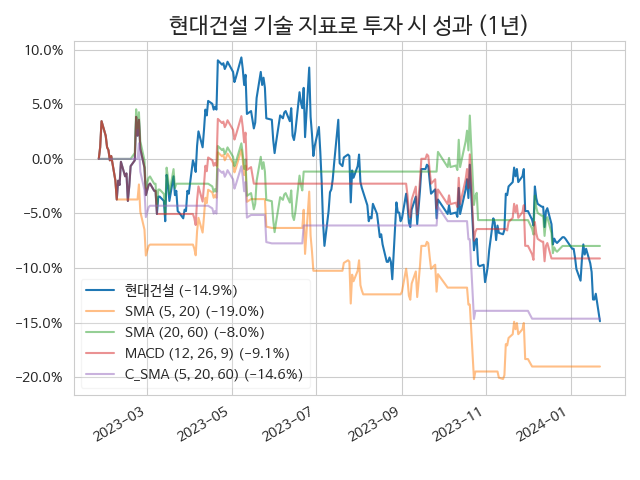 현대건설 기술 지표로 투자 시 성과 (1년)
10.0%
5.0%
0.0%
−5.0%
−10.0%
−15.0%
−20.0%
현대건설 (−14.9%)
SMA (5, 20) (−19.0%)
SMA (20, 60) (−8.0%)
MACD (12, 26, 9) (−9.1%)
C_SMA (5, 20, 60) (−14.6%)
2023−03
2023−05
2023−07
2023−09
2023−11
2024−01